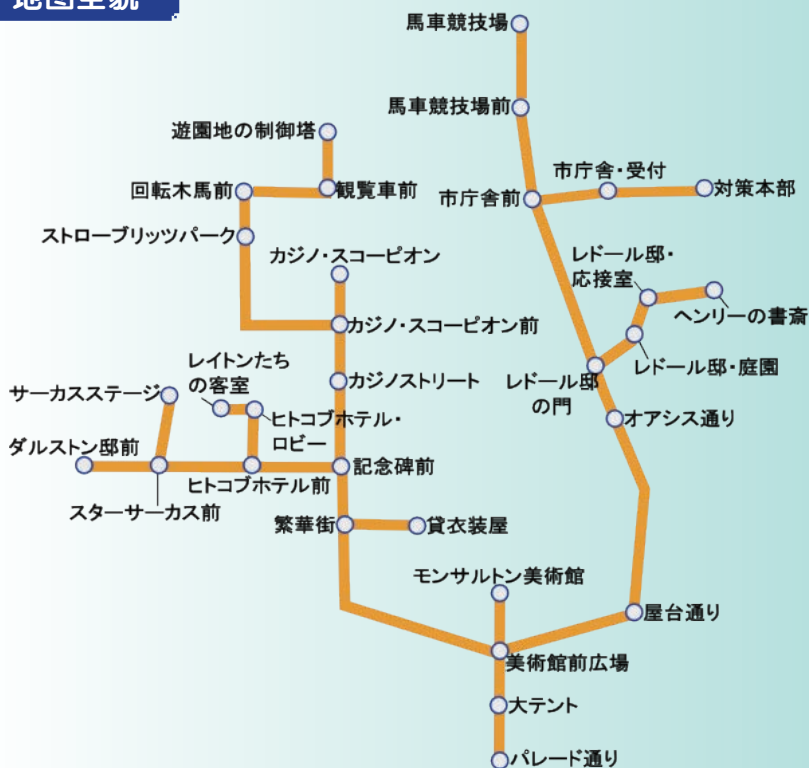 地图全貌
馬車競技場
馬車競技場前
遊園地の制御塔
市庁舎・受付
回転木馬前
観覧車前
市庁舎前
対策本部
ストローブリッツパーク
カジノ・スコーピオン
レドール邸・
応接室
カジノ・スコーピオン前
ヘンリーの書斎
レイトンたち
の客室
カジノストリート
レドール邸
の門
レドール邸・庭園
サーカスステージ
ヒトコブホテル・
ロビー
オアシス通り
ダルストン邸前
記念碑前
スターサーカス前
ヒトコブホテル前
繁華街
貸衣装屋
モンサルトン美術館
屋台通り
美術館前広場
大テント
パレード通り